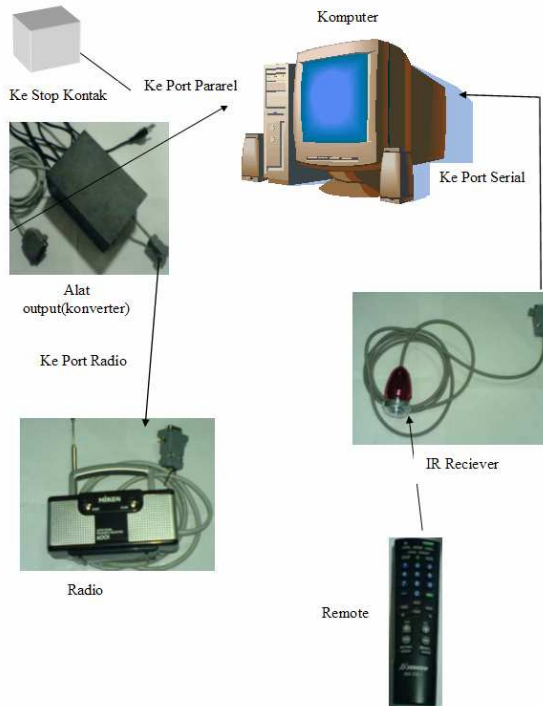 Komputer
Ke Port Pararel
Ke Stop Kontak
Ke Port Serial
Alat
output(konverter)
Ke Port Radio
IR Reciever
Radio
Remote